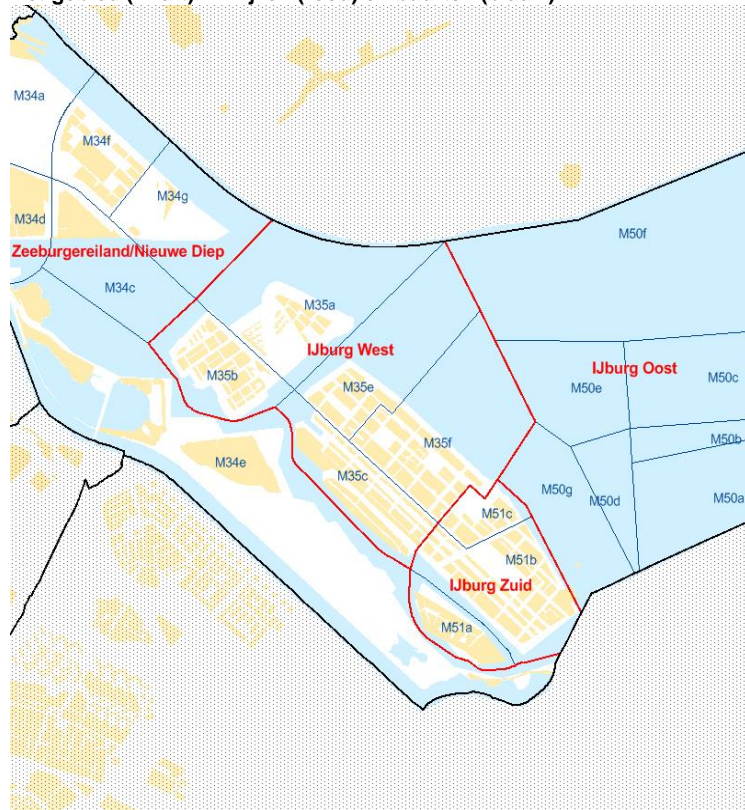 M34a
M34f
M34g
M34d
Zeeburgereiland/Nieuwe Diep
M34c
M50f
M35a
IJburg West
M35b
M35e
IJburg Oost
M50e
M50c
M35f
M50b
M34e
M35c
M50g
M50d
M50a
M51c
M51b
IJburg Zuid
M51a